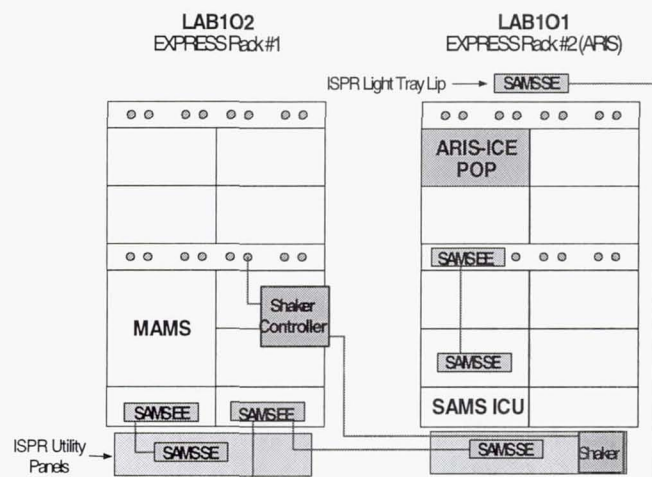 LAB1O2
EXPRESS Rack #1
LAB1O1
EXPRESS Rack #2 (ARIS)
ISPR Light Tray Lip
SAMSSE
ARIS-ICE
POP
SAMSEE
Shaker
Controller
MAMS
SAMSSE
SAMSEE
SAMSEE
SAMS ICU
ISPR Utility
Panels
SAMSSE
SAMSSE
Shaker